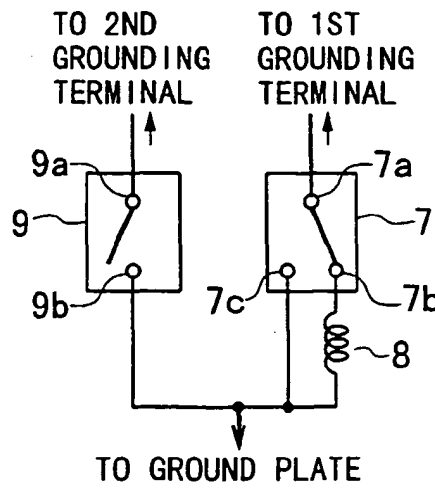 TO 2ND
GROUNDING
TERMINAL
TO 1ST
GROUNDING
TERMINAL
9a
7a
9
7
9b
7c
7b
8
TO GROUND PLATE